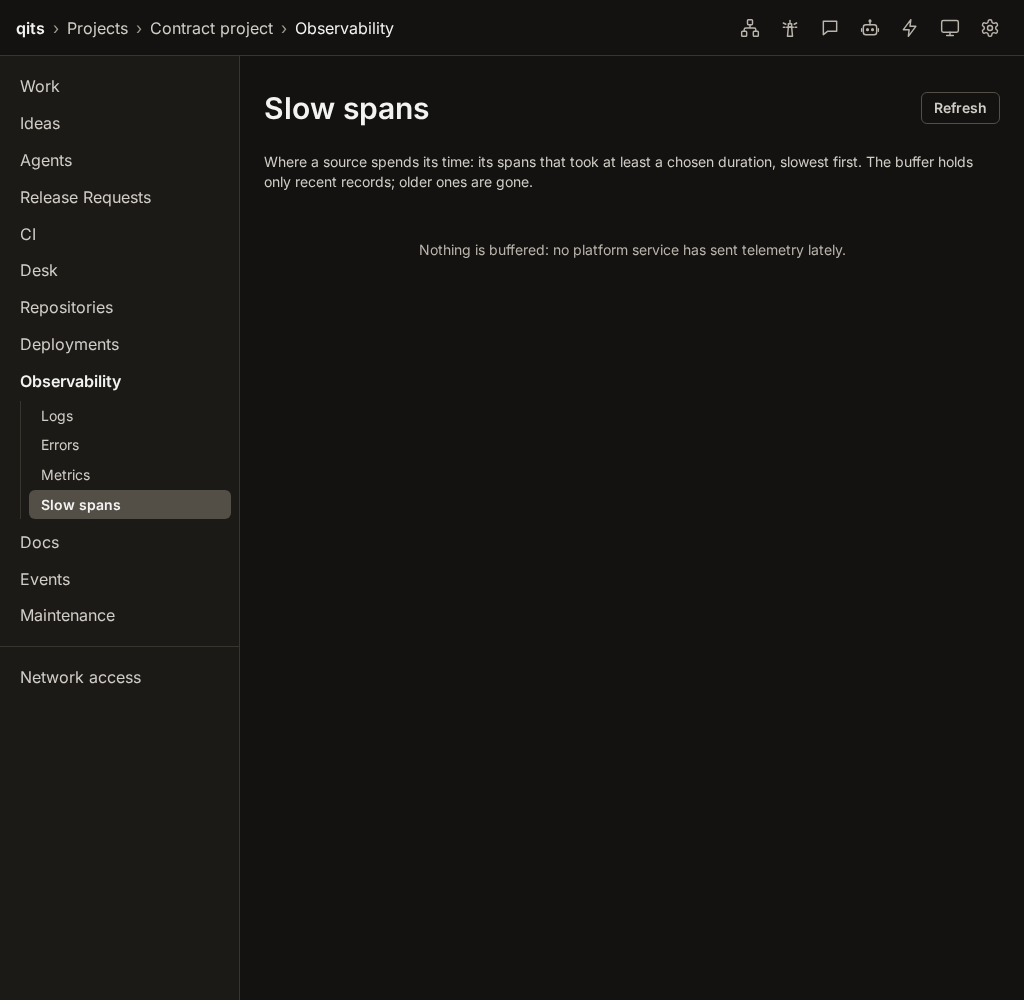 qits › Projects › Contract project › Observability
Work
Ideas
Agents
Release Requests
CI
Desk
Repositories
Deployments
Observability
Logs
Errors
Metrics
Slow spans
Docs
Events
Maintenance
Network access
Slow spans
Refresh
Where a source spends its time: its spans that took at least a chosen duration, slowest first. The buffer holds
only recent records; older ones are gone.
Nothing is buffered: no platform service has sent telemetry lately.